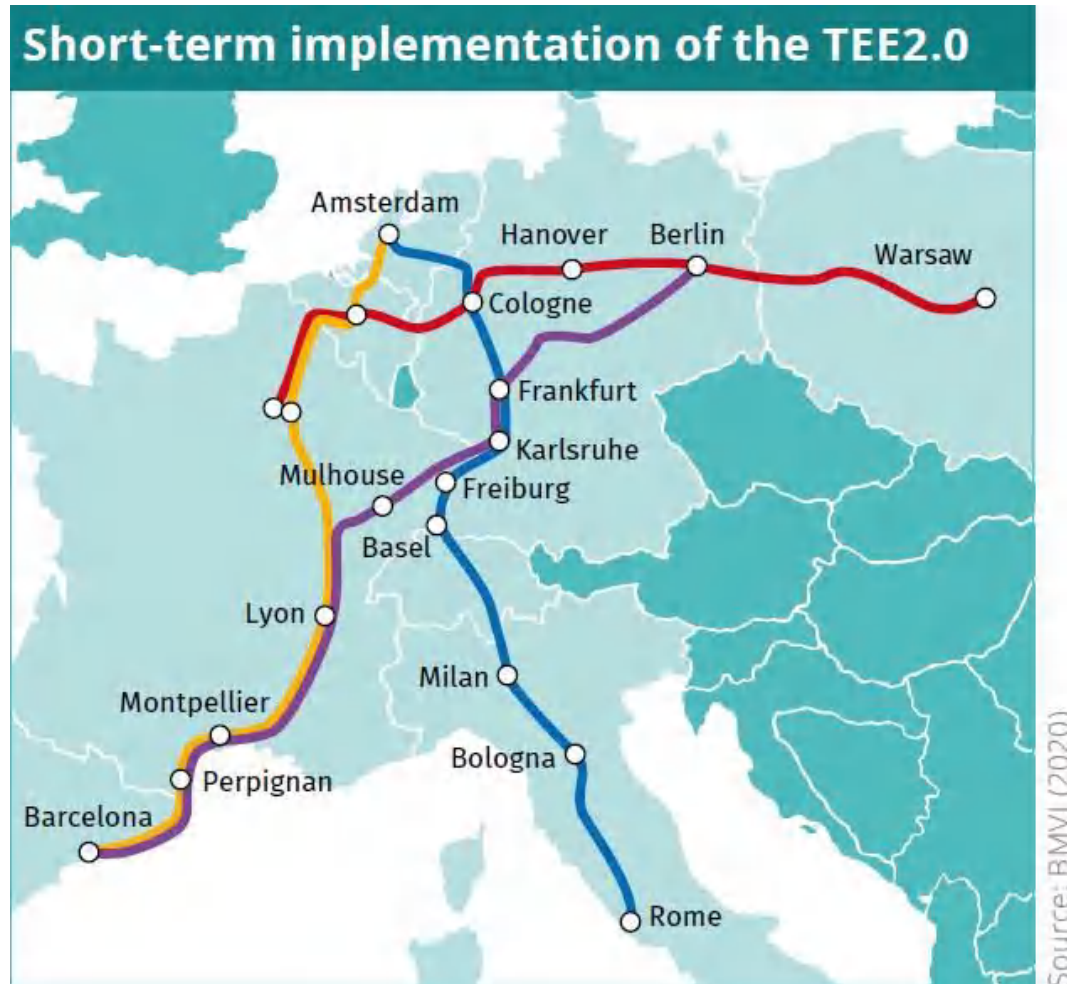 Short-term implementation of the TEE2.0
Amsterdam
Hanover
Berlin
Warsaw
Cologne
Frankfurt
Karlsruhe
Mulhouse
Freiburg
Basel
Lyon
Milan
Montpellier
Bologna
Perpignan
Barcelona
Rome
Source: BMVI (2020)